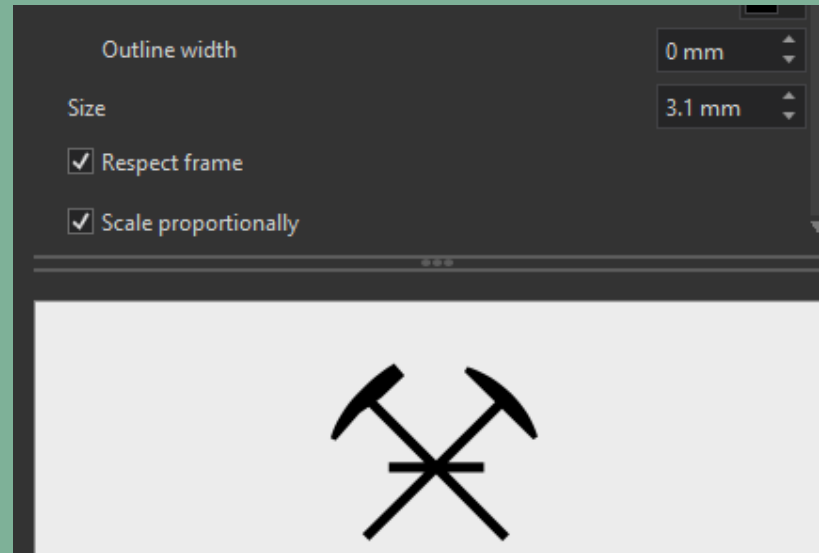 Outline width 0 mm
Size 3.1 mm
Respect frame
Scale proportionally